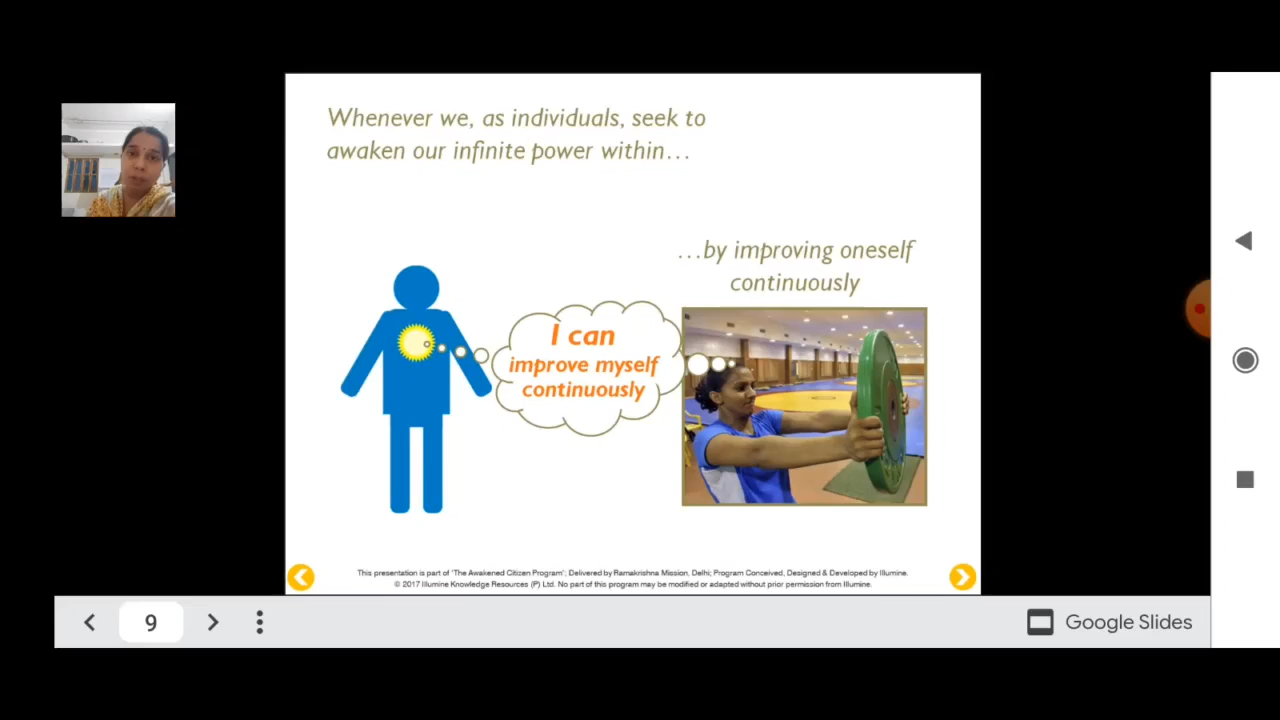 Whenever we, as individuals, seek to
awaken our infinite power within...
...by improving oneself
continuously
I can
improve myself
continuously
This presentation is part of 'The Awakened Citizen Program'; Delivered by Ramakrishna Mission, Delhi; Program Conceived, Designed & Developed by Illumine.
© 2017 Illumine Knowledge Resources (P) Ltd. No part of this program may be modified or adapted without prior permission from Illumine.
9
Google Slides